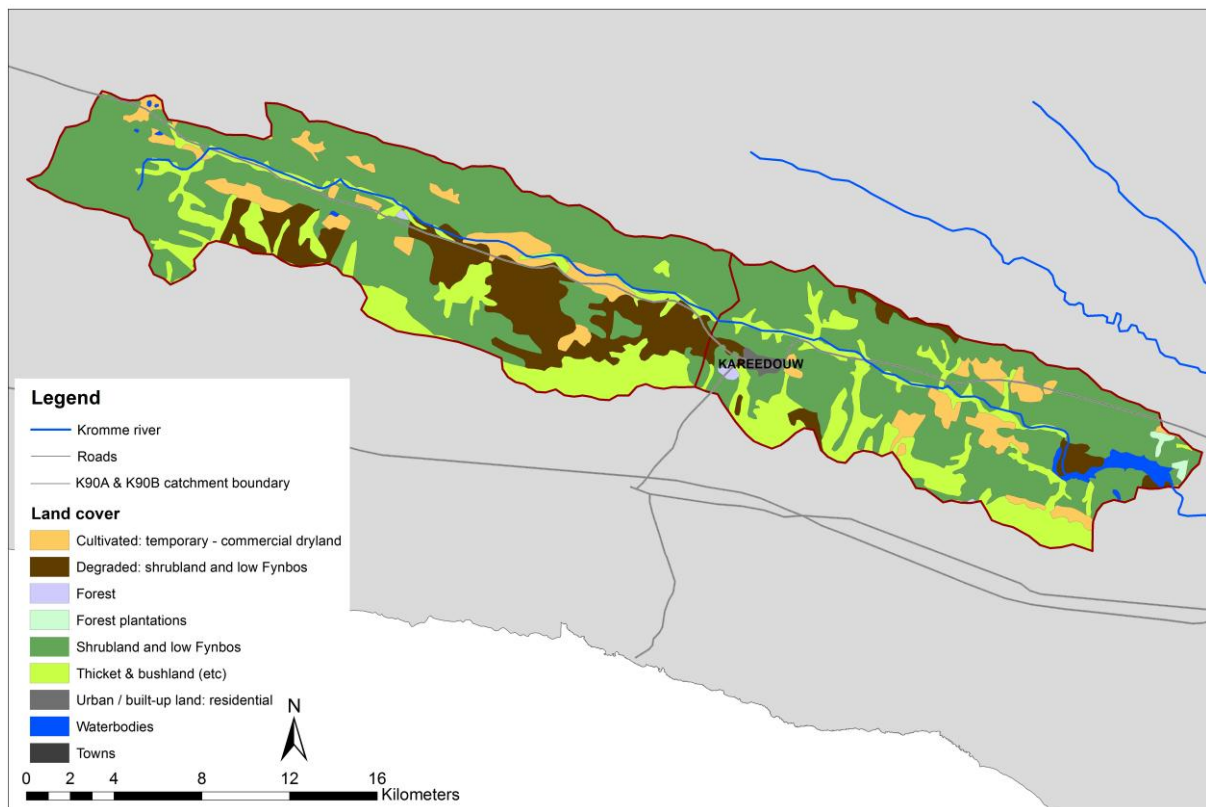 KAREEDOUW
Legend
Kromme river
Roads
K90A & K90B catchment boundary
Land cover
Cultivated: temporary - commercial dryland
Degraded: shrubland and low Fynbos
Forest
Forest plantations
Shrubland and low Fynbos
Thicket & bushland (etc)
Urban / built-up land: residential
Waterbodies
Towns
N
0 2 4 8 12 16
Kilometers